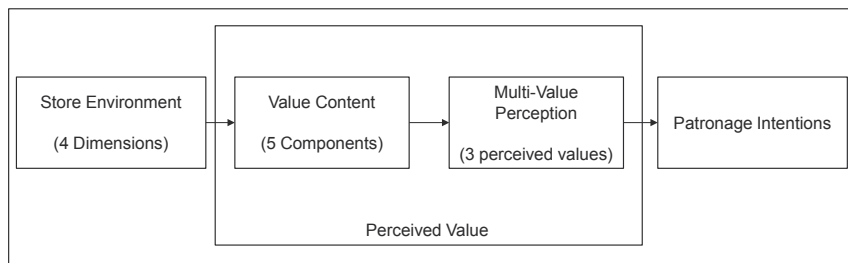 Store Environment
(4 Dimensions)
Value Content
(5 Components)
Multi-Value
Perception
(3 perceived values)
Patronage Intentions
Perceived Value